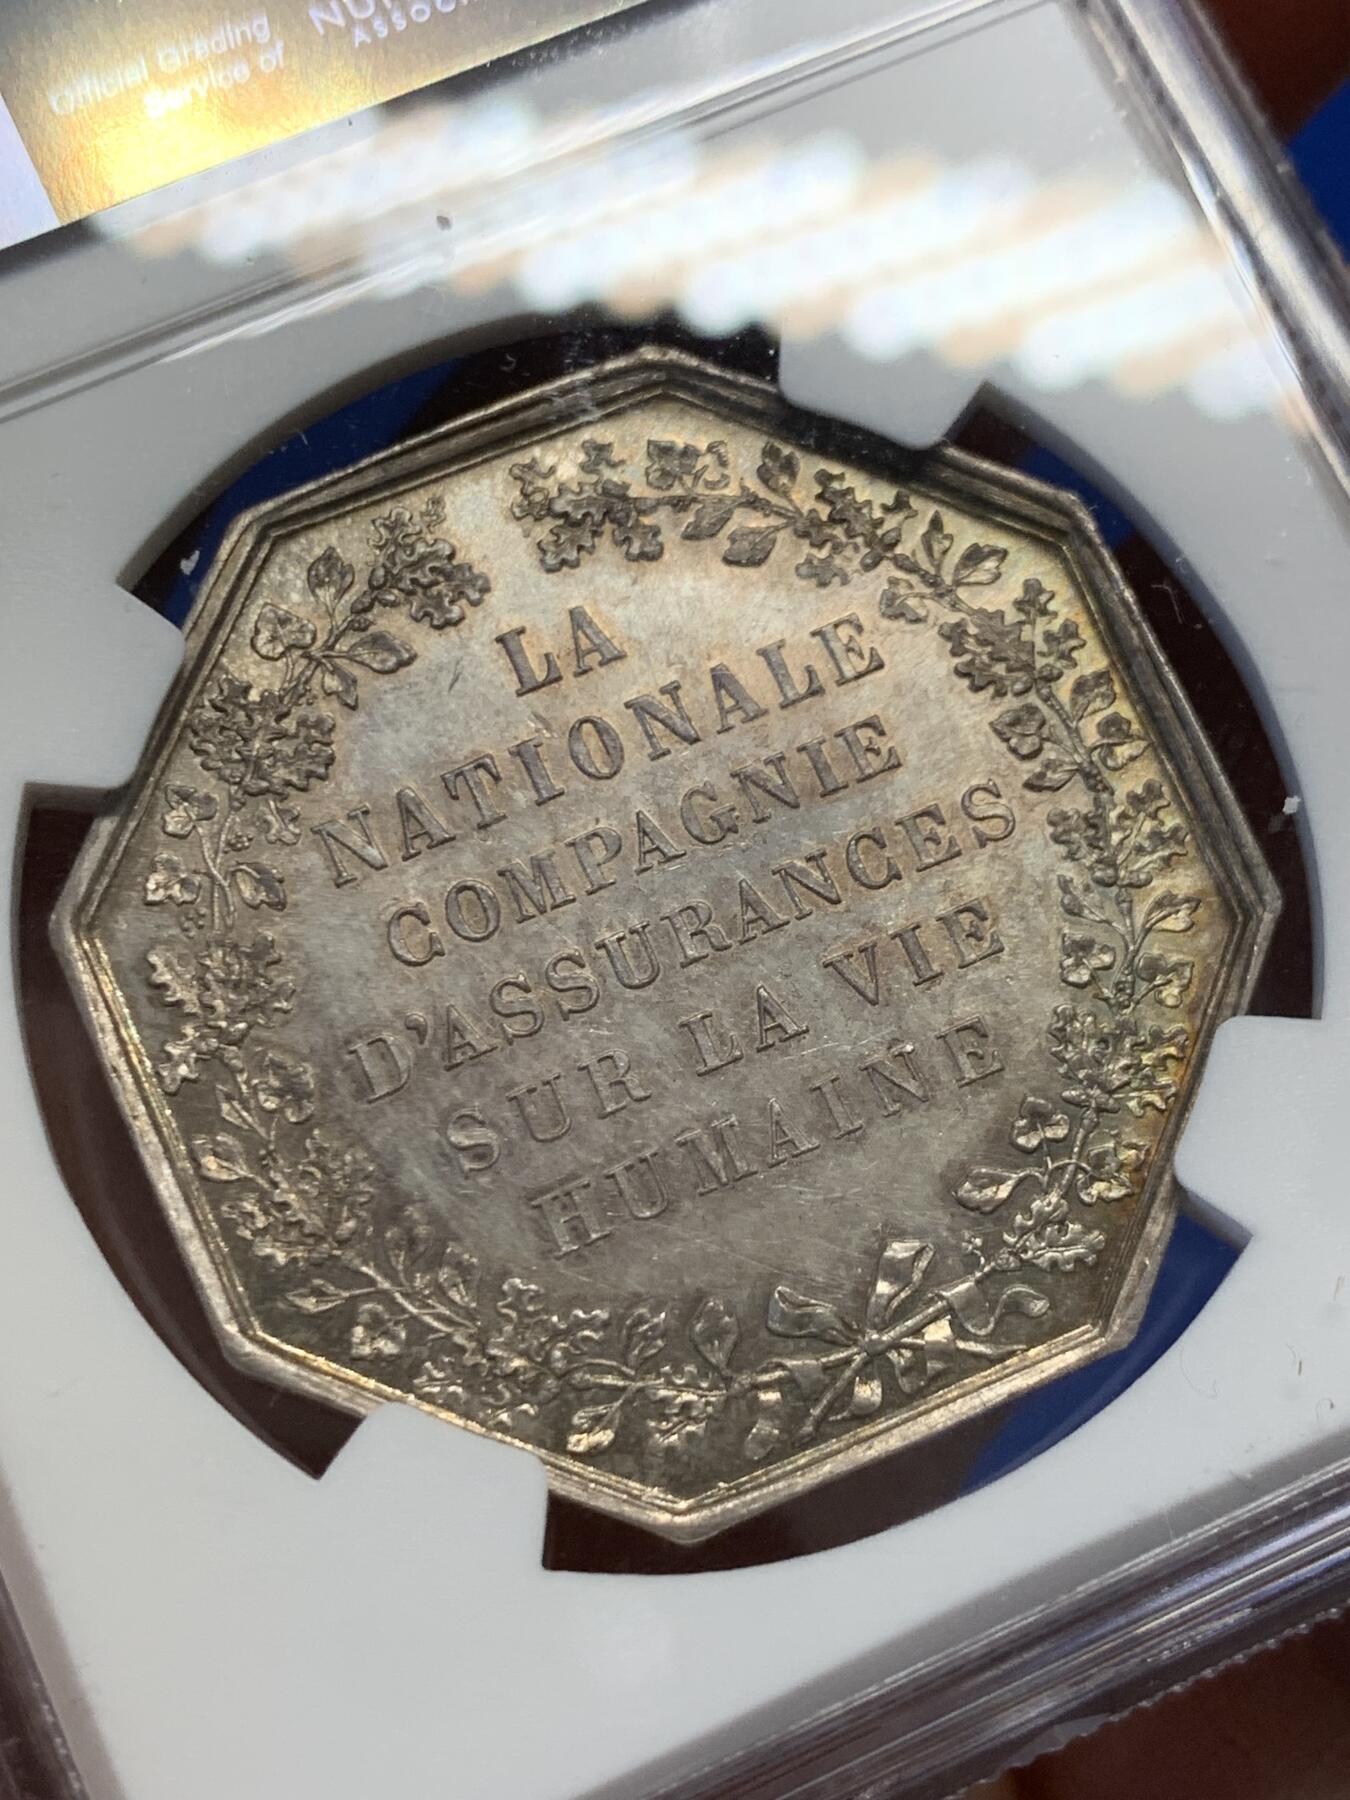 Official Grading
Service of
LA
NATIONALE
COMPAGNIE
D'ASSURANCES
SUR LA VIE
HUMAINE